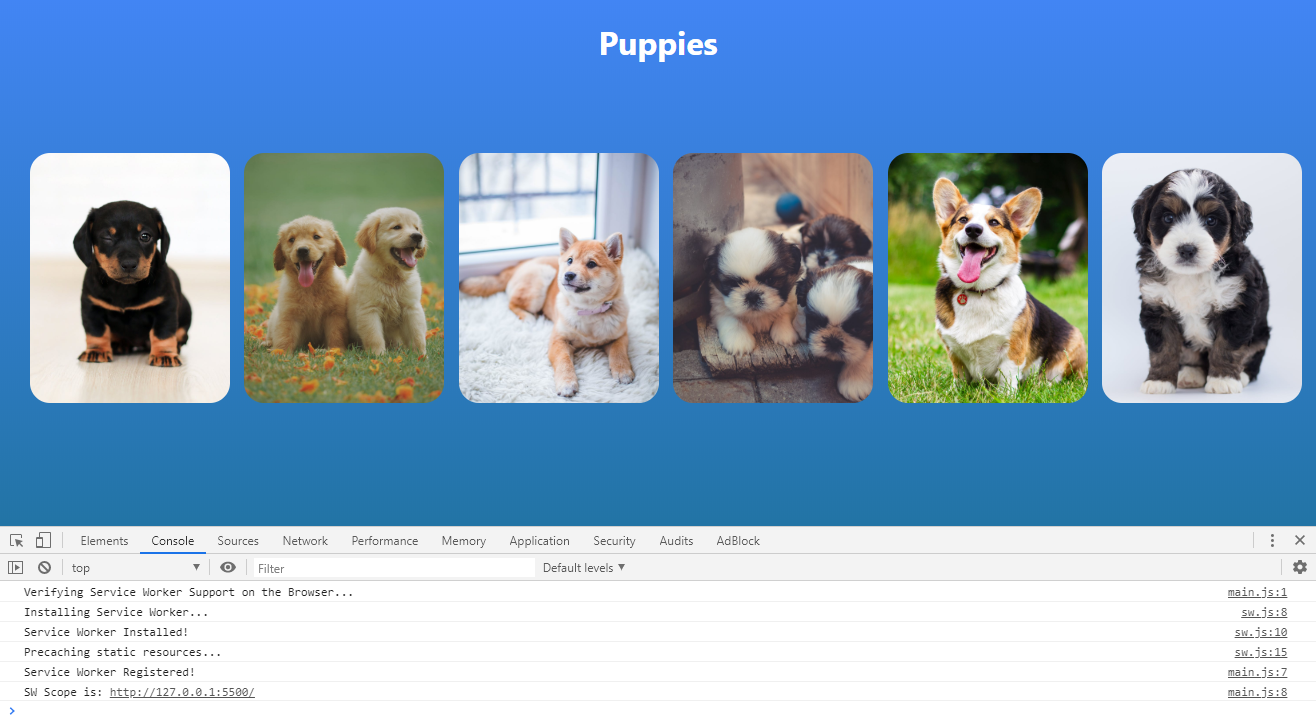 Puppies
Elements Console Sources Network Performance Memory Application Security Audits AdBlock
top Filter Default levels
Verifying Service Worker Support on the Browser... main.js:1
Installing Service Worker... sw.js:8
Service Worker Installed! sw.js:10
Precaching static resources... sw.js:15
Service Worker Registered! main.js:7
SW Scope is: http://127.0.0.1:5500/ main.js:8